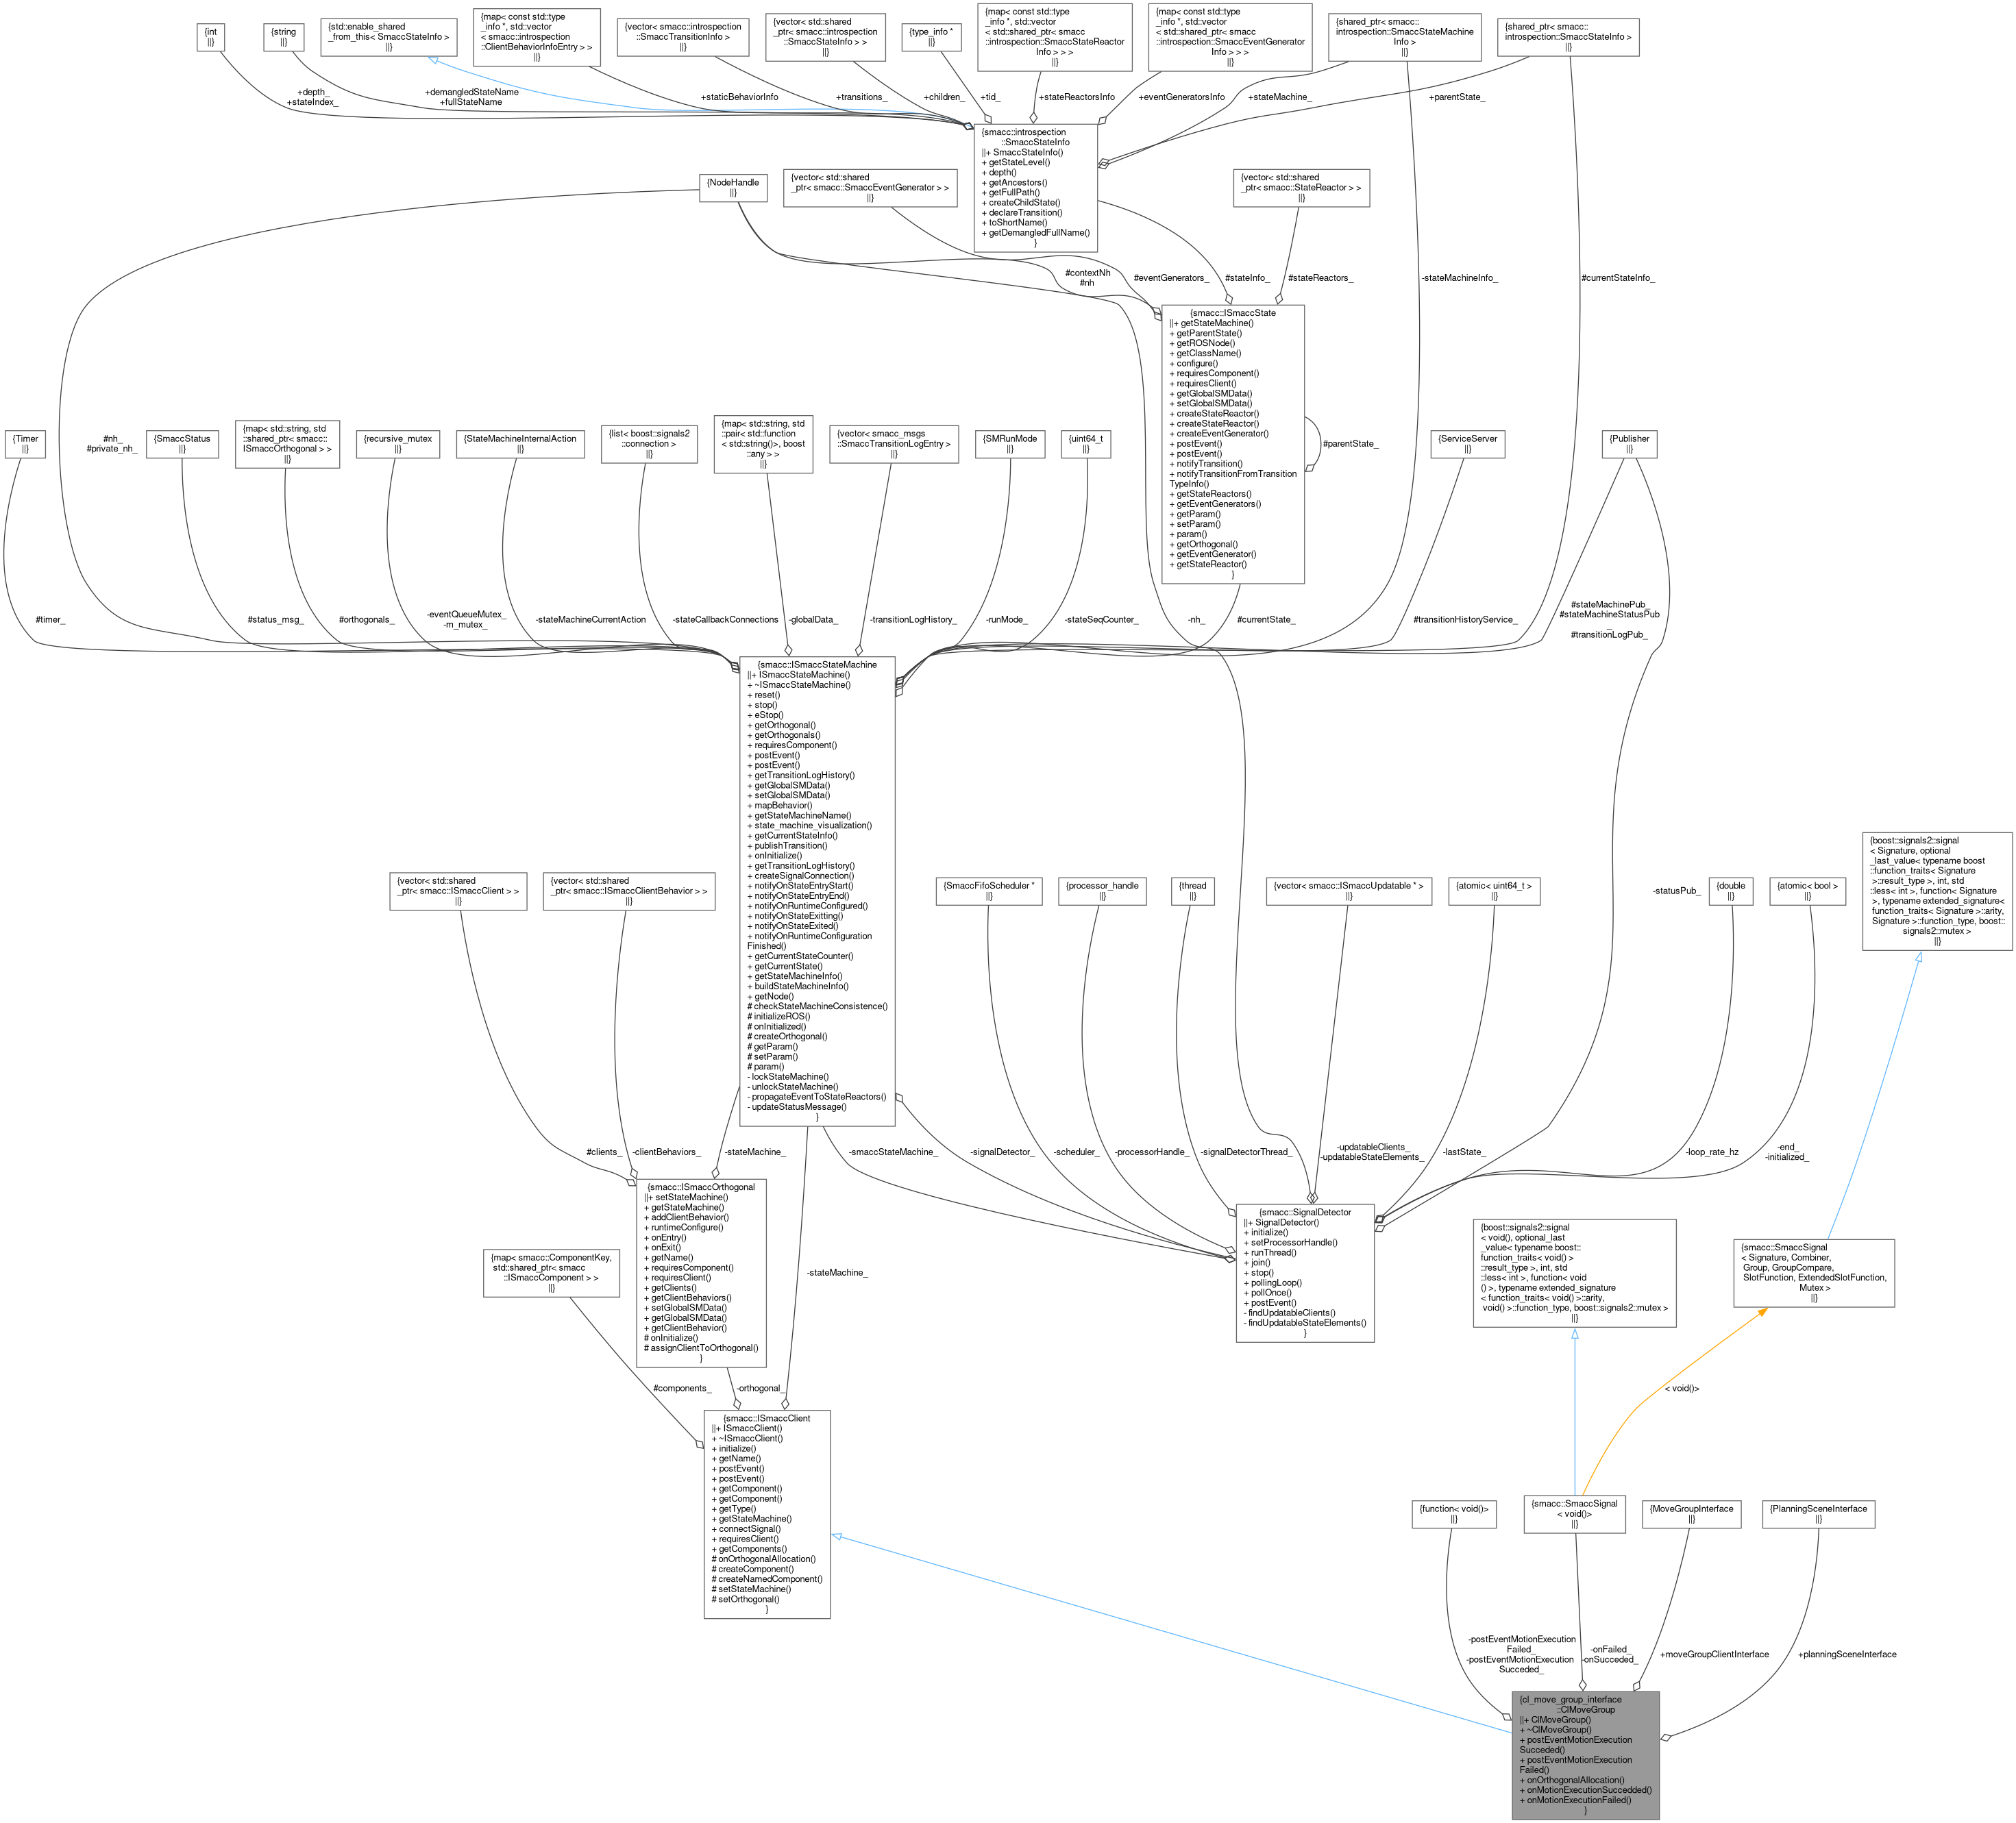 {int
||}
{string
||}
{std::enable_shared
_from_this< SmaccStateInfo >
||}
{map< const std::type
_info *, std::vector
< smacc::introspection
::ClientBehaviorInfoEntry > >
||}
{vector< smacc::introspection
::SmaccTransitionInfo >
||}
{vector< std::shared
_ptr< smacc::introspection
::SmaccStateInfo > >
||}
{type_info *
||}
{map< const std::type
_info *, std::vector
< std::shared_ptr< smacc
::introspection::SmaccStateReactor
Info > > >
||}
{map< const std::type
_info *, std::vector
< std::shared_ptr< smacc
::introspection::SmaccEventGenerator
Info > > >
||}
{shared_ptr< smacc::
introspection::SmaccStateMachine
Info >
||}
{shared_ptr< smacc::
introspection::SmaccStateInfo >
||}
+depth_
+stateIndex_
+demangledStateName
+fullStateName
+staticBehaviorInfo
+transitions_
+children_
+tid_
+stateReactorsInfo
+eventGeneratorsInfo
+stateMachine_
+parentState_
{smacc::introspection
::SmaccStateInfo
||+ SmaccStateInfo()
+ getStateLevel()
+ depth()
+ getAncestors()
+ getFullPath()
+ createChildState()
+ declareTransition()
+ toShortName()
+ getDemangledFullName()
}
{NodeHandle
||}
{vector< std::shared
_ptr< smacc::SmaccEventGenerator > >
||}
{vector< std::shared
_ptr< smacc::StateReactor > >
||}
#contextNh
#nh
#eventGenerators_
#stateInfo_
#stateReactors_
-stateMachineInfo_
#currentStateInfo_
{smacc::ISmaccState
||+ getStateMachine()
+ getParentState()
+ getROSNode()
+ getClassName()
+ configure()
+ requiresComponent()
+ requiresClient()
+ getGlobalSMData()
+ setGlobalSMData()
+ createStateReactor()
+ createStateReactor()
+ createEventGenerator()
+ postEvent()
+ postEvent()
+ notifyTransition()
+ notifyTransitionFromTransition
TypeInfo()
+ getStateReactors()
+ getEventGenerators()
+ getParam()
+ setParam()
+ param()
+ getOrthogonal()
+ getEventGenerator()
+ getStateReactor()
}
#parentState_
{Timer
||}
#nh_
#private_nh_
{SmaccStatus
||}
{map< std::string, std
::shared_ptr< smacc::
ISmaccOrthogonal > >
||}
{recursive_mutex
||}
{StateMachineInternalAction
||}
{list< boost::signals2
::connection >
||}
{map< std::string, std
::pair< std::function
< std::string()>, boost
::any > >
||}
{vector< smacc_msgs
::SmaccTransitionLogEntry >
||}
{SMRunMode
||}
{uint64_t
||}
{ServiceServer
||}
{Publisher
||}
#timer_
#status_msg_
#orthogonals_
-eventQueueMutex_
-m_mutex_
-stateMachineCurrentAction
-stateCallbackConnections
-globalData_
-transitionLogHistory_
-runMode_
-stateSeqCounter_
-nh_
#currentState_
#transitionHistoryService_
#stateMachinePub_
#stateMachineStatusPub
_
#transitionLogPub_
{smacc::ISmaccStateMachine
||+ ISmaccStateMachine()
+ ~ISmaccStateMachine()
+ reset()
+ stop()
+ eStop()
+ getOrthogonal()
+ getOrthogonals()
+ requiresComponent()
+ postEvent()
+ postEvent()
+ getTransitionLogHistory()
+ getGlobalSMData()
+ setGlobalSMData()
+ mapBehavior()
+ getStateMachineName()
+ state_machine_visualization()
+ getCurrentStateInfo()
+ publishTransition()
+ onInitialize()
+ getTransitionLogHistory()
+ createSignalConnection()
+ notifyOnStateEntryStart()
+ notifyOnStateEntryEnd()
+ notifyOnRuntimeConfigured()
+ notifyOnStateExitting()
+ notifyOnStateExited()
+ notifyOnRuntimeConfiguration
Finished()
+ getCurrentStateCounter()
+ getCurrentState()
+ getStateMachineInfo()
+ buildStateMachineInfo()
+ getNode()
# checkStateMachineConsistence()
# initializeROS()
# onInitialized()
# createOrthogonal()
# getParam()
# setParam()
# param()
- lockStateMachine()
- unlockStateMachine()
- propagateEventToStateReactors()
- updateStatusMessage()
}
{vector< std::shared
_ptr< smacc::ISmaccClient > >
||}
{vector< std::shared
_ptr< smacc::ISmaccClientBehavior > >
||}
{SmaccFifoScheduler *
||}
{processor_handle
||}
{thread
||}
{vector< smacc::ISmaccUpdatable * >
||}
{atomic< uint64_t >
||}
-statusPub_
{double
||}
{atomic< bool >
||}
{boost::signals2::signal
< Signature, optional
_last_value< typename boost
::function_traits< Signature
>::result_type >, int, std
::less< int >, function< Signature
>, typename extended_signature<
function_traits< Signature >::arity,
Signature >::function_type, boost::
signals2::mutex >
||}
#clients_
-clientBehaviors_
-stateMachine_
-smaccStateMachine_
-signalDetector_
-scheduler_
-processorHandle_
-signalDetectorThread_
-updatableClients_
-updatableStateElements_
-lastState_
-loop_rate_hz
-end_
-initialized_
{smacc::ISmaccOrthogonal
||+ setStateMachine()
+ getStateMachine()
+ addClientBehavior()
+ runtimeConfigure()
+ onEntry()
+ onExit()
+ getName()
+ requiresComponent()
+ requiresClient()
+ getClients()
+ getClientBehaviors()
+ setGlobalSMData()
+ getGlobalSMData()
+ getClientBehavior()
# onInitialize()
# assignClientToOrthogonal()
}
{smacc::SignalDetector
||+ SignalDetector()
+ initialize()
+ setProcessorHandle()
+ runThread()
+ join()
+ stop()
+ pollingLoop()
+ pollOnce()
+ postEvent()
- findUpdatableClients()
- findUpdatableStateElements()
}
{map< smacc::ComponentKey,
std::shared_ptr< smacc
::ISmaccComponent > >
||}
-stateMachine_
{boost::signals2::signal
< void(), optional_last
_value< typename boost::
function_traits< void() >
::result_type >, int, std
::less< int >, function< void
() >, typename extended_signature
< function_traits< void() >::arity,
void() >::function_type, boost::signals2::mutex >
||}
{smacc::SmaccSignal
< Signature, Combiner,
Group, GroupCompare,
SlotFunction, ExtendedSlotFunction,
Mutex >
||}
#components_
-orthogonal_
< void()>
{smacc::ISmaccClient
||+ ISmaccClient()
+ ~ISmaccClient()
+ initialize()
+ getName()
+ postEvent()
+ postEvent()
+ getComponent()
+ getComponent()
+ getType()
+ getStateMachine()
+ connectSignal()
+ requiresClient()
+ getComponents()
# onOrthogonalAllocation()
# createComponent()
# createNamedComponent()
# setStateMachine()
# setOrthogonal()
}
{function< void()>
||}
{smacc::SmaccSignal
< void()>
||}
{MoveGroupInterface
||}
{PlanningSceneInterface
||}
-postEventMotionExecution
Failed_
-postEventMotionExecution
Succeded_
-onFailed_
-onSucceded_
+moveGroupClientInterface
+planningSceneInterface
{cl_move_group_interface
::ClMoveGroup
||+ ClMoveGroup()
+ ~ClMoveGroup()
+ postEventMotionExecution
Succeded()
+ postEventMotionExecution
Failed()
+ onOrthogonalAllocation()
+ onMotionExecutionSuccedded()
+ onMotionExecutionFailed()
}